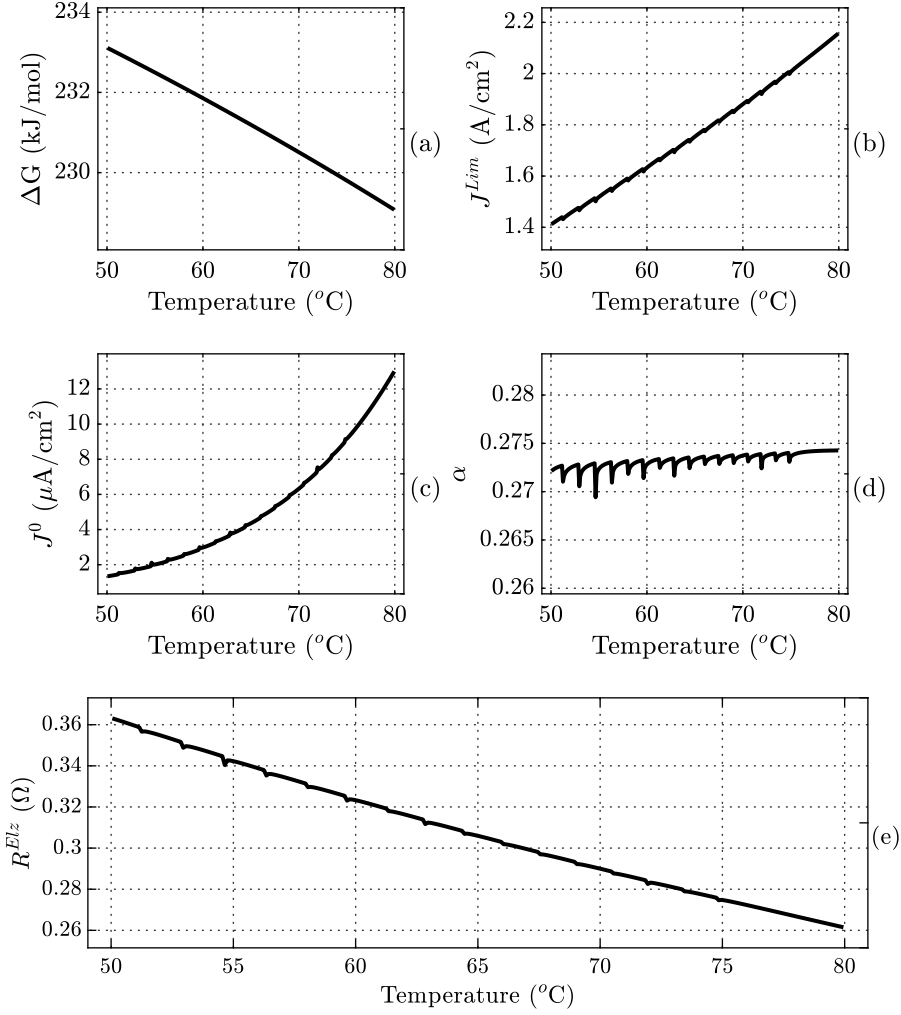 234
232
230
50 60 70 80
Temperature (°C)
ΔG (kJ/mol)
(a)
2.2
2
1.8
1.6
1.4
50 60 70 80
Temperature (°C)
J^Lim (A/cm²)
(b)
12
10
8
6
4
2
50 60 70 80
Temperature (°C)
J⁰ (μA/cm²)
(c)
0.28
0.275
0.27
0.265
0.26
50 60 70 80
Temperature (°C)
α
(d)
0.36
0.34
0.32
0.3
0.28
0.26
50 55 60 65 70 75 80
Temperature (°C)
R^Elz (Ω)
(e)